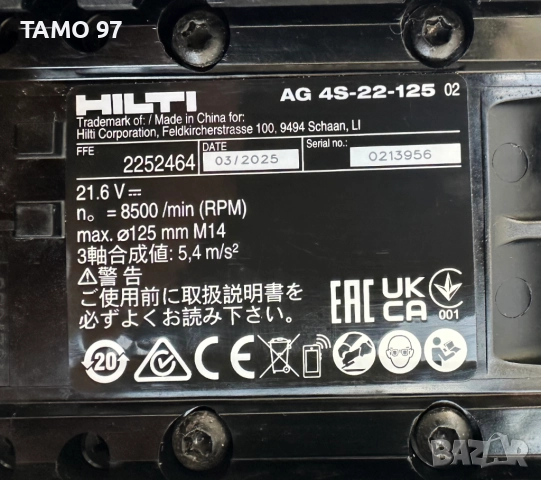 TAMO 97
HILTI AG 4S-22-125 02
Trademark of: / Made in China for:
Hilti Corporation, Feldkircherstrasse 100, 9494 Schaan, LI
FFE DATE Serial no.:
2252464 03/2025 0213956
21.6 V
n₀ = 8500 /min (RPM)
max. ø125 mm M14
3軸合成値: 5,4 m/s²
⚠警告
ご使用前に取扱説明書を
必ずよくお読み下さい。
EAC UK CA 001
20 CE
BAZAR